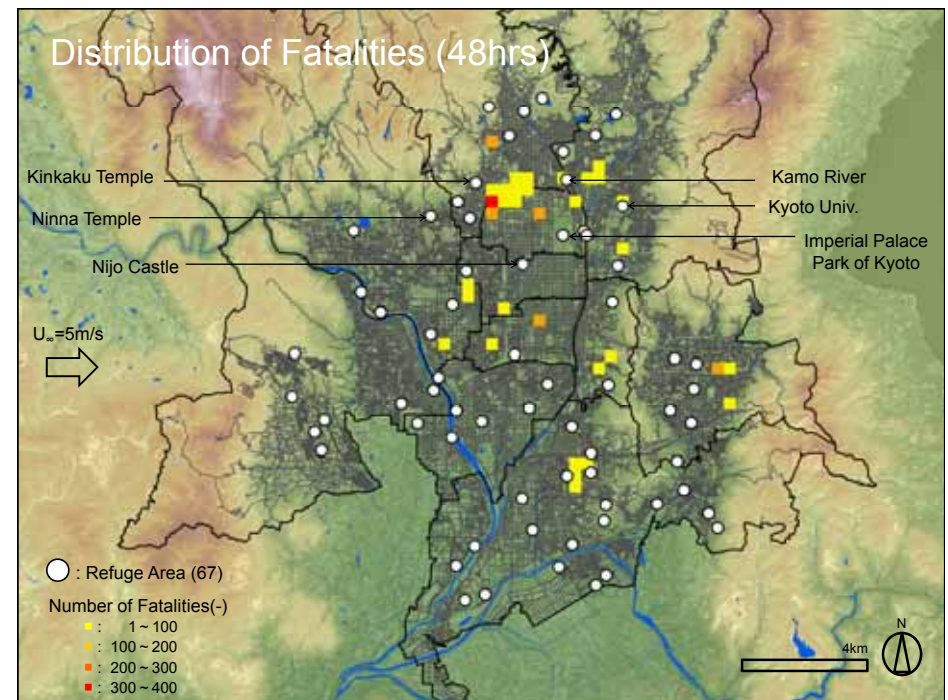 Distribution of Fatalities (48hrs)
Kinkaku Temple
Kamo River
Ninna Temple
Kyoto Univ.
Imperial Palace
Park of Kyoto
Nijo Castle
U∞=5m/s
: Refuge Area (67)
Number of Fatalities(-)
: 1 ~ 100
: 100 ~ 200
: 200 ~ 300
: 300 ~ 400
4km
N